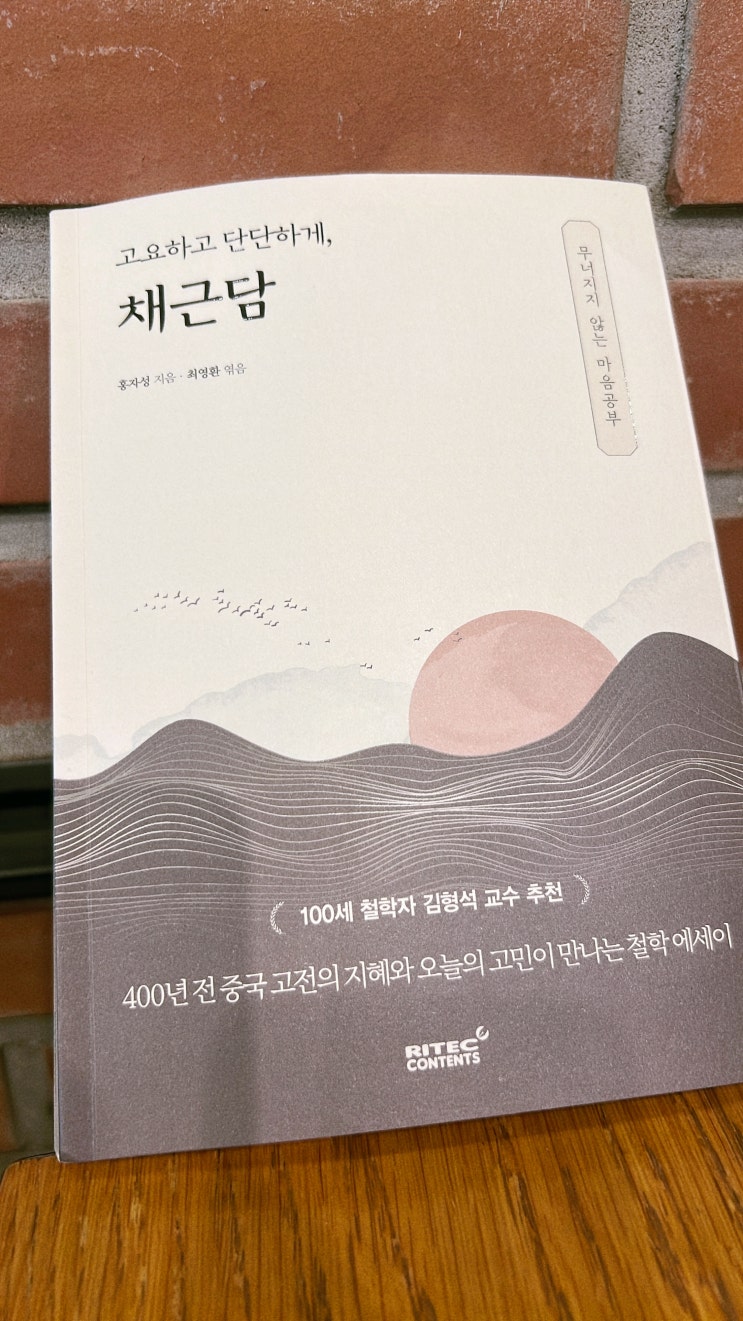 고요하고 단단하게,
채근담
홍자성 지음 · 최영환 엮음
무너지지 않는 마음공부
100세 철학자 김형석 교수 추천
400년 전 중국 고전의 지혜와 오늘의 고민이 만나는 철학 에세이
RITEC
CONTENTS